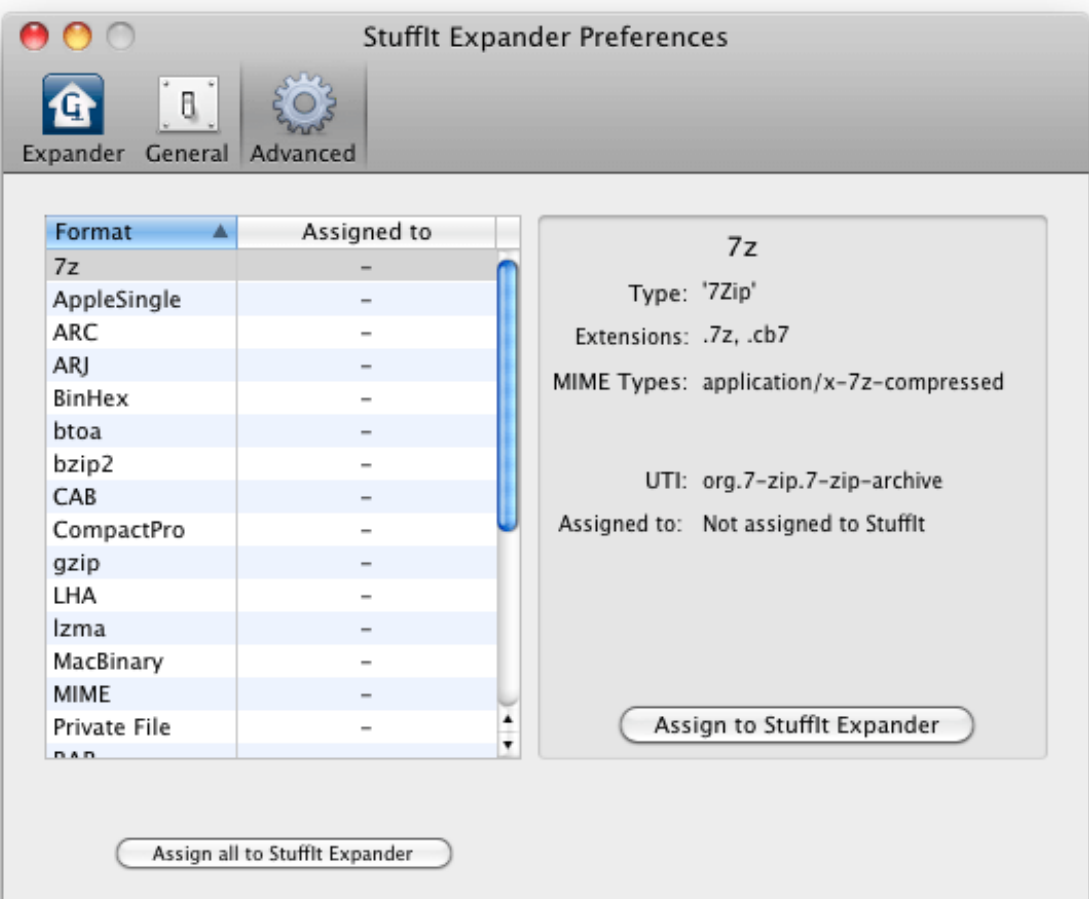 StuffIt Expander Preferences
Expander General Advanced
Format Assigned to
7z –
AppleSingle –
ARC –
ARJ –
BinHex –
btoa –
bzip2 –
CAB –
CompactPro –
gzip –
LHA –
lzma –
MacBinary –
MIME –
Private File –
7z
Type: '7Zip'
Extensions: .7z, .cb7
MIME Types: application/x-7z-compressed
UTI: org.7-zip.7-zip-archive
Assigned to: Not assigned to StuffIt
Assign to StuffIt Expander
Assign all to StuffIt Expander